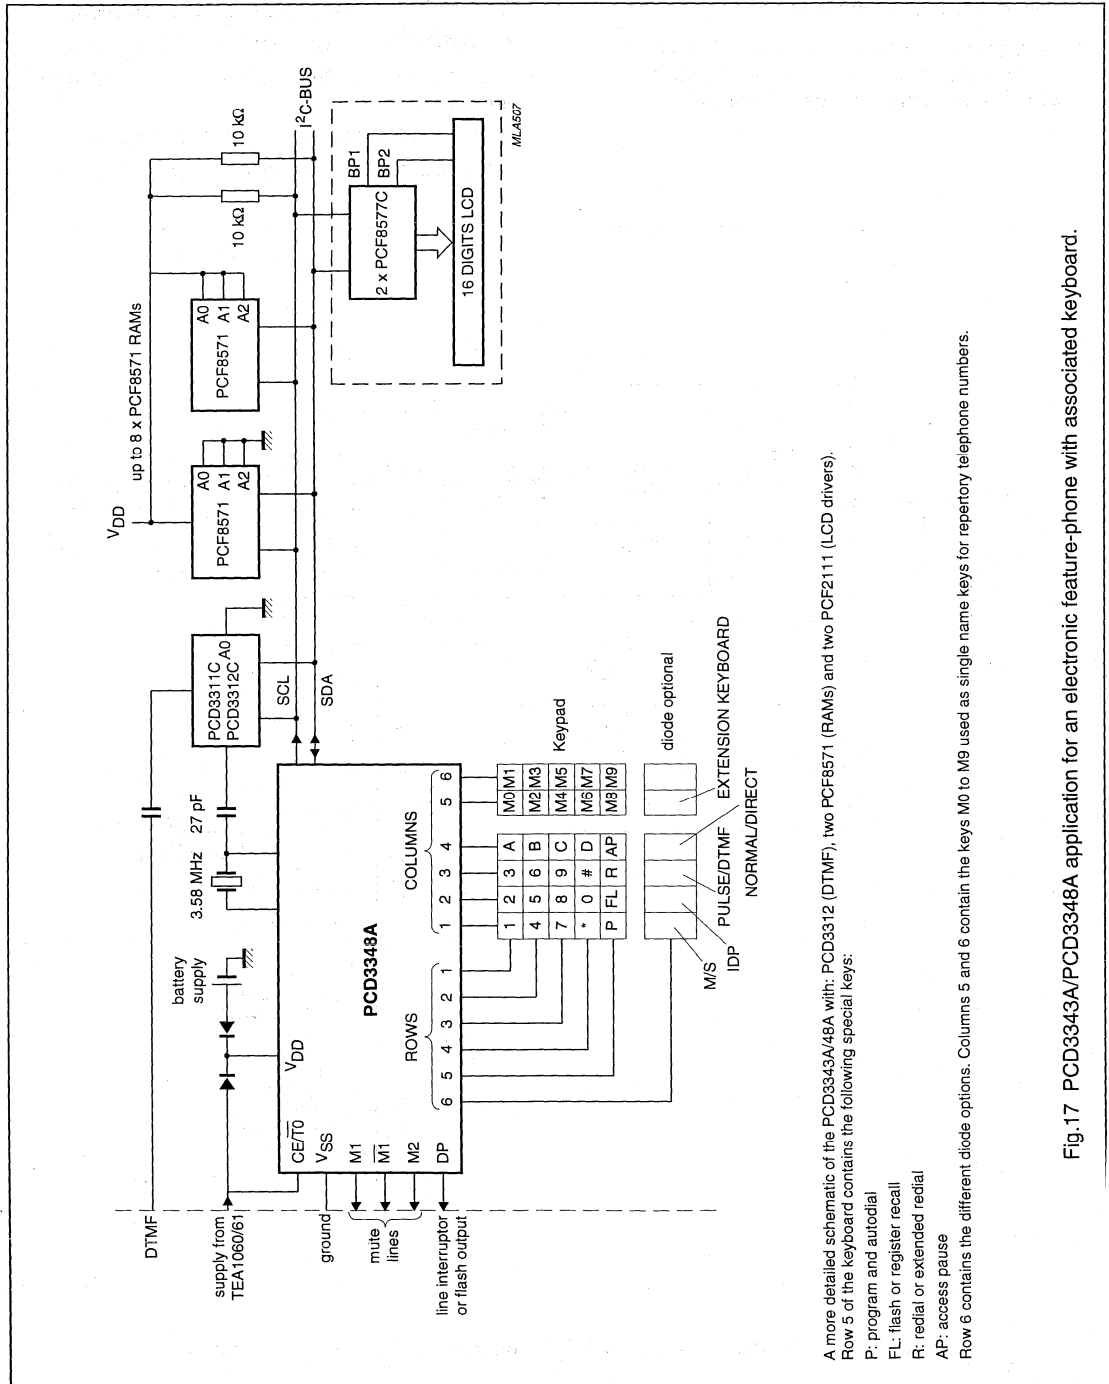 DTMF
supply from
TEA1060/61
ground
mute
lines
line interruptor
or flash output
battery
supply
3.58 MHz
27 pF
PCD3311C
PCD3312C
A0
VDD
up to 8 x PCF8571 RAMs
PCF8571
A0
A1
A2
PCF8571
A0
A1
A2
10 kΩ
10 kΩ
I²C-BUS
SCL
SDA
CE/T0
VSS
VDD
M1
M1
M2
DP
PCD3348A
ROWS
6 5 4 3 2 1
COLUMNS
1 2 3 4 5 6
2 x PCF8577C
BP1
BP2
16 DIGITS LCD
MLA507
1 2 3 A M0 M1
4 5 6 B M2 M3
7 8 9 C M4 M5
* 0 # D M6 M7
P FL R AP M8 M9
Keypad
diode optional
M/S
IDP
PULSE/DTMF
NORMAL/DIRECT
EXTENSION KEYBOARD
A more detailed schematic of the PCD3343A/48A with: PCD3312 (DTMF), two PCF8571 (RAMs) and two PCF2111 (LCD drivers).
Row 5 of the keyboard contains the following special keys:
P: program and autodial
FL: flash or register recall
R: redial or extended redial
AP: access pause
Row 6 contains the different diode options. Columns 5 and 6 contain the keys M0 to M9 used as single name keys for repertory telephone numbers.
Fig.17 PCD3343A/PCD3348A application for an electronic feature-phone with associated keyboard.